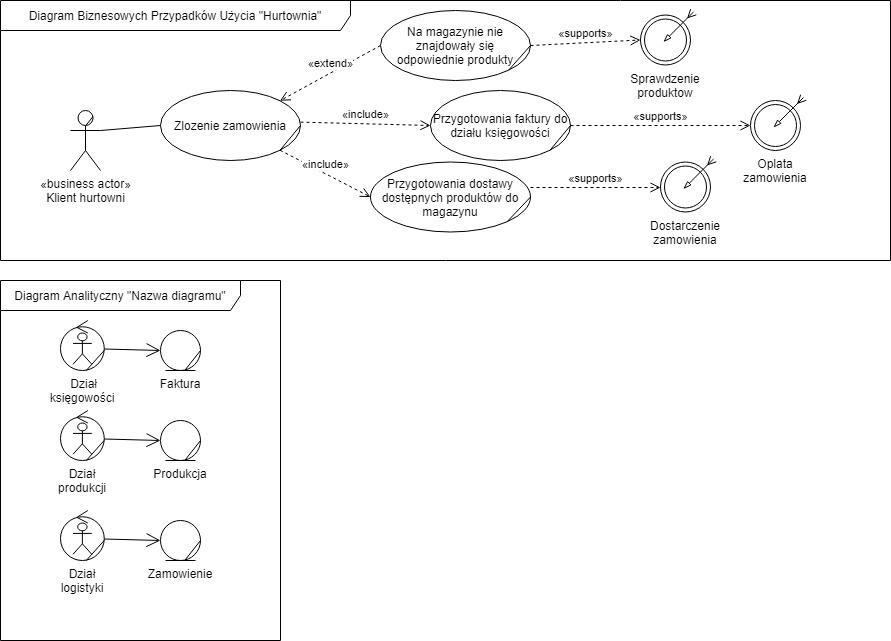 Diagram Biznesowych Przypadków Użycia "Hurtownia"
Na magazynie nie
znajdowały się
odpowiednie produkty
«supports»
Sprawdzenie
produktow
«extend»
Zlozenie zamowienia
«include»
Przygotowania faktury do
działu księgowości
«supports»
Oplata
zamowienia
«business actor»
Klient hurtowni
«include»
Przygotowania dostawy
dostępnych produktów do
magazynu
«supports»
Dostarczenie
zamowienia
Diagram Analityczny "Nazwa diagramu"
Dział
księgowości
Faktura
Dział
produkcji
Produkcja
Dział
logistyki
Zamowienie